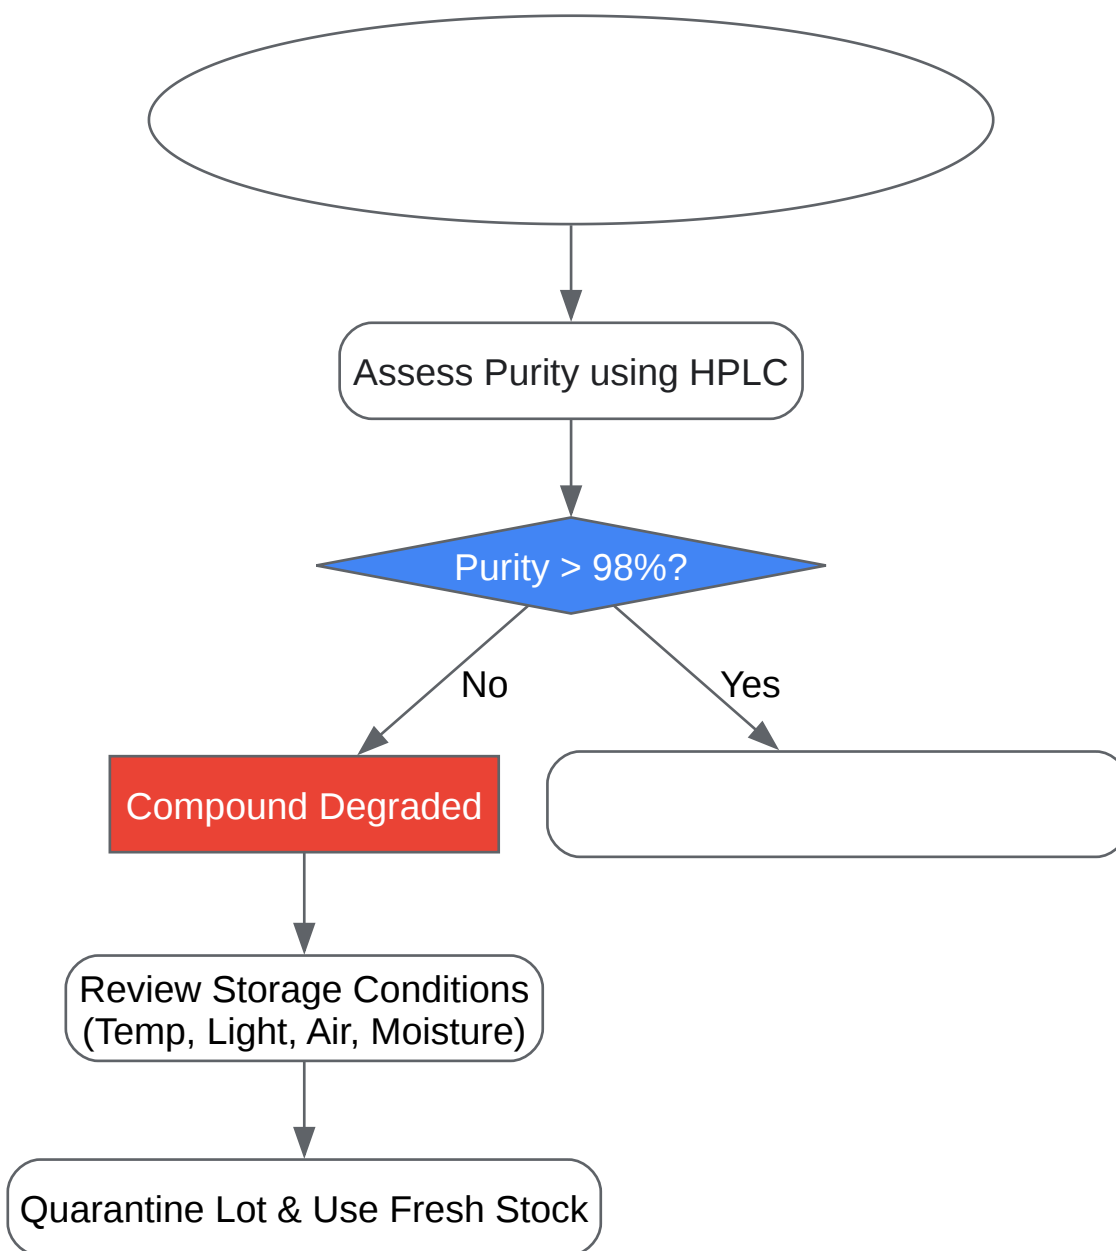 Assess Purity using HPLC
Purity > 98%?
No
Yes
Compound Degraded
Review Storage Conditions
(Temp, Light, Air, Moisture)
Quarantine Lot & Use Fresh Stock